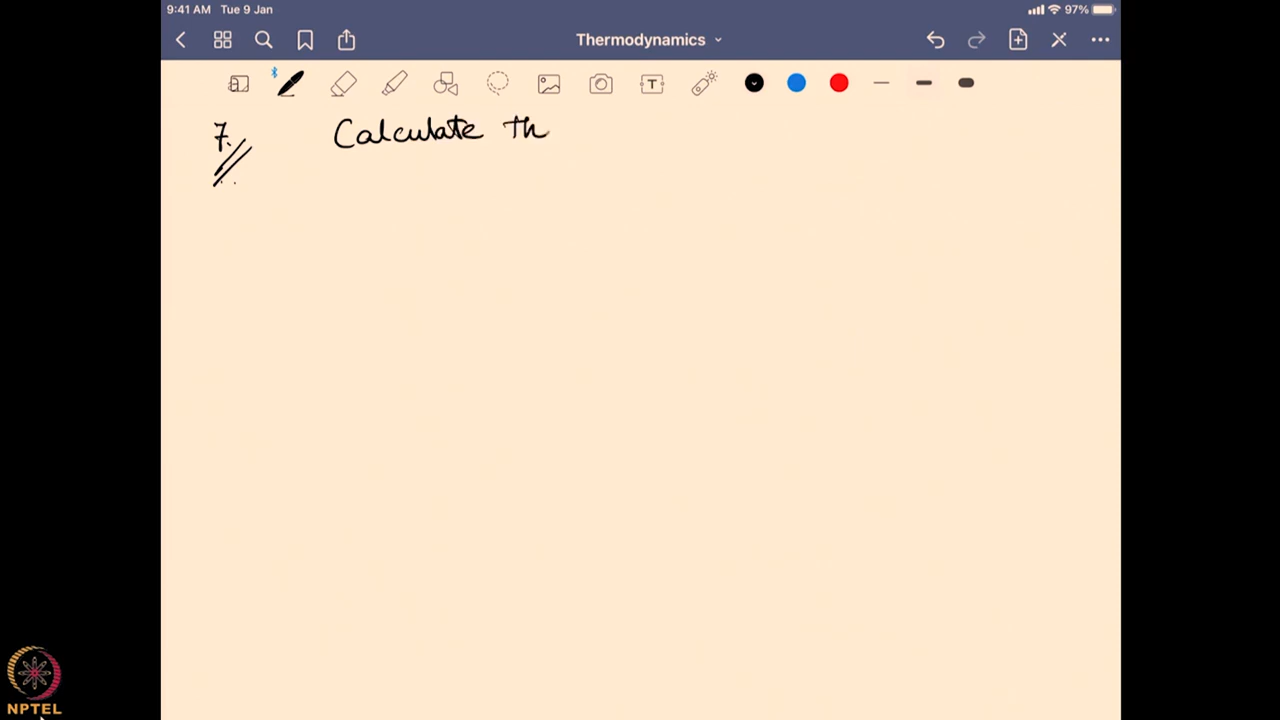 9:41 AM Tue 9 Jan 97%
Thermodynamics
T
7. Calculate Th
NPTEL